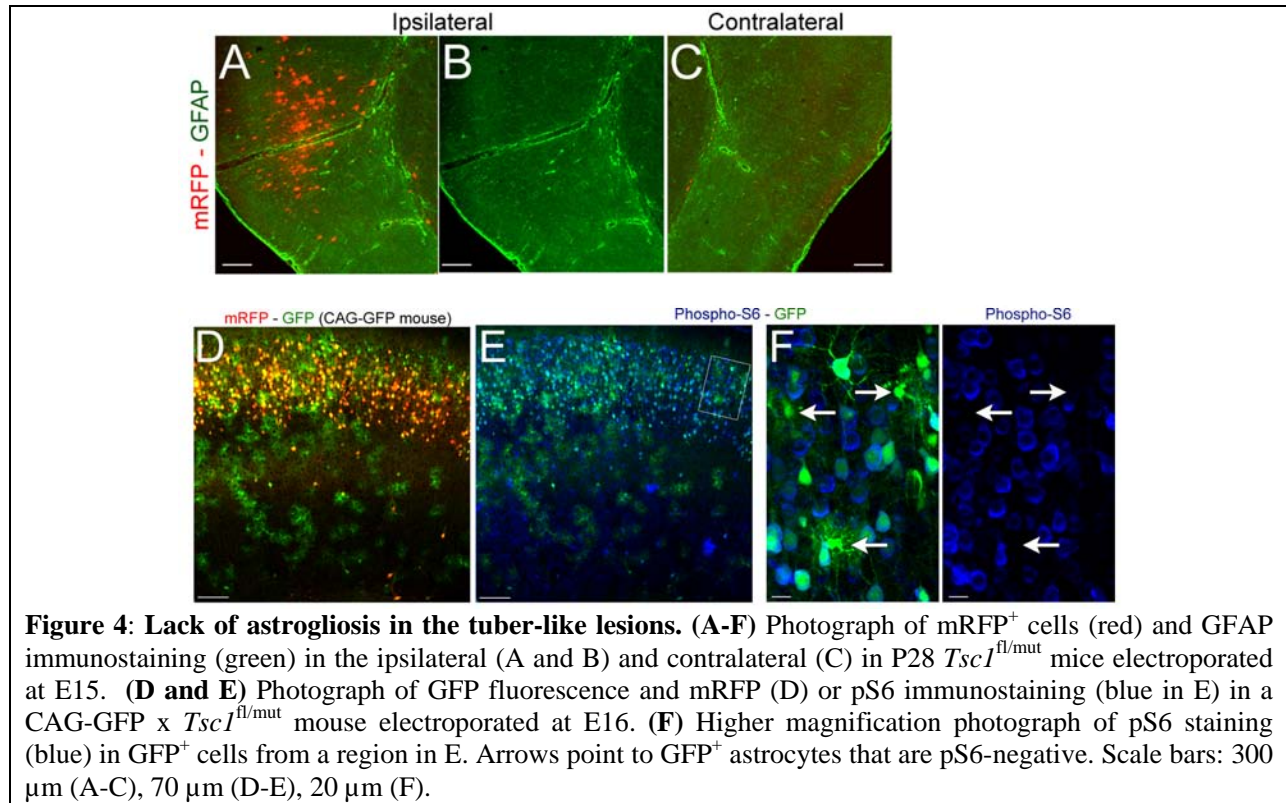 Ipsilateral
Contralateral
A
B
C
mRFP - GFAP
mRFP - GFP (CAG-GFP mouse)
Phospho-S6 - GFP
Phospho-S6
D
E
F
Figure 4: Lack of astrogliosis in the tuber-like lesions. (A-F) Photograph of mRFP⁺ cells (red) and GFAP
immunostaining (green) in the ipsilateral (A and B) and contralateral (C) in P28 Tsc1^fl/mut mice electroporated
at E15. (D and E) Photograph of GFP fluorescence and mRFP (D) or pS6 immunostaining (blue in E) in a
CAG-GFP x Tsc1^fl/mut mouse electroporated at E16. (F) Higher magnification photograph of pS6 staining
(blue) in GFP⁺ cells from a region in E. Arrows point to GFP⁺ astrocytes that are pS6-negative. Scale bars: 300
µm (A-C), 70 µm (D-E), 20 µm (F).